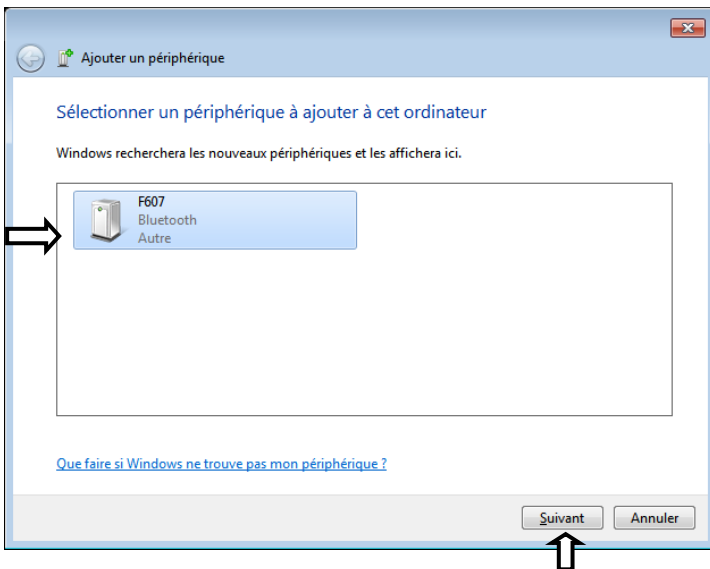 Ajouter un périphérique
Sélectionner un périphérique à ajouter à cet ordinateur
Windows recherchera les nouveaux périphériques et les affichera ici.
F607
Bluetooth
Autre
Que faire si Windows ne trouve pas mon périphérique ?
Suivant Annuler